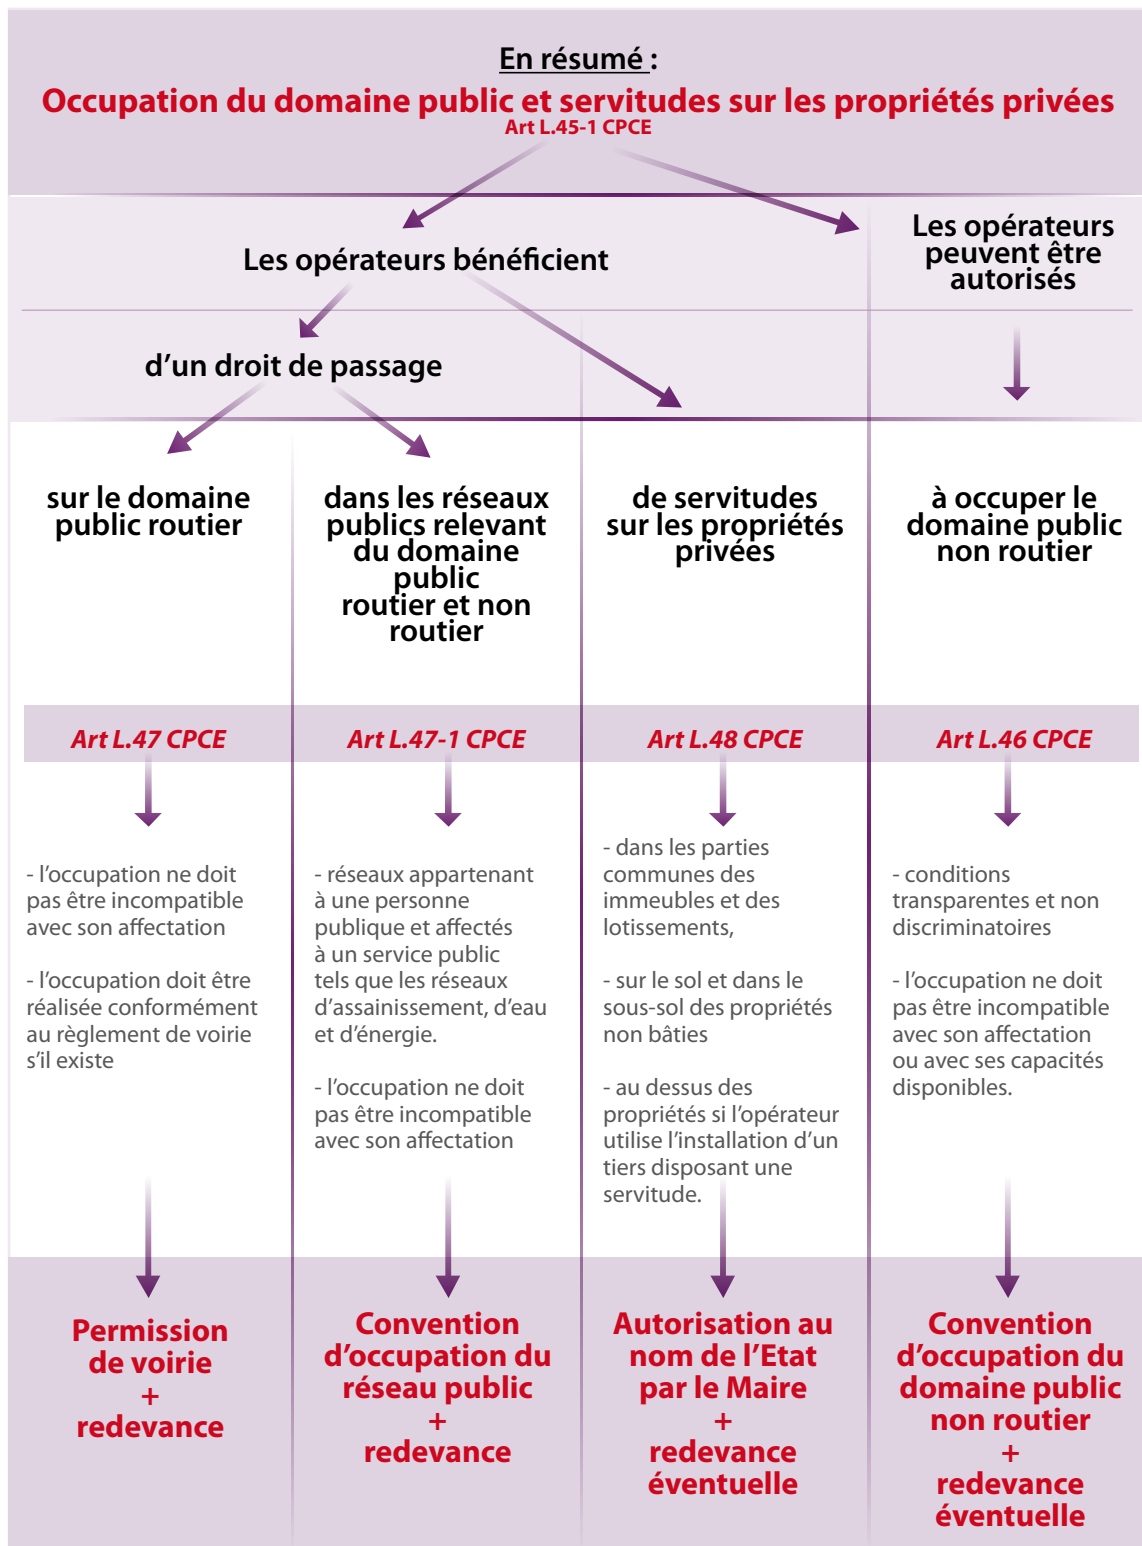 En résumé :
Occupation du domaine public et servitudes sur les propriétés privées
Art L.45-1 CPCE
Les opérateurs bénéficient
Les opérateurs
peuvent être
autorisés
d'un droit de passage
sur le domaine
public routier
dans les réseaux
publics relevant
du domaine
public
routier et non
routier
de servitudes
sur les propriétés
privées
à occuper le
domaine public
non routier
Art L.47 CPCE
Art L.47-1 CPCE
Art L.48 CPCE
Art L.46 CPCE
- l'occupation ne doit
pas être incompatible
avec son affectation
- l'occupation doit être
réalisée conformément
au règlement de voirie
s'il existe
- réseaux appartenant
à une personne
publique et affectés
à un service public
tels que les réseaux
d'assainissement, d'eau
et d'énergie.
- l'occupation ne doit
pas être incompatible
avec son affectation
- dans les parties
communes des
immeubles et des
lotissements,
- sur le sol et dans le
sous-sol des propriétés
non bâties
- au dessus des
propriétés si l'opérateur
utilise l'installation d'un
tiers disposant une
servitude.
- conditions
transparentes et non
discriminatoires
- l'occupation ne doit
pas être incompatible
avec son affectation
ou avec ses capacités
disponibles.
Permission
de voirie
+
redevance
Convention
d'occupation du
réseau public
+
redevance
Autorisation au
nom de l'Etat
par le Maire
+
redevance
éventuelle
Convention
d'occupation du
domaine public
non routier
+
redevance
éventuelle